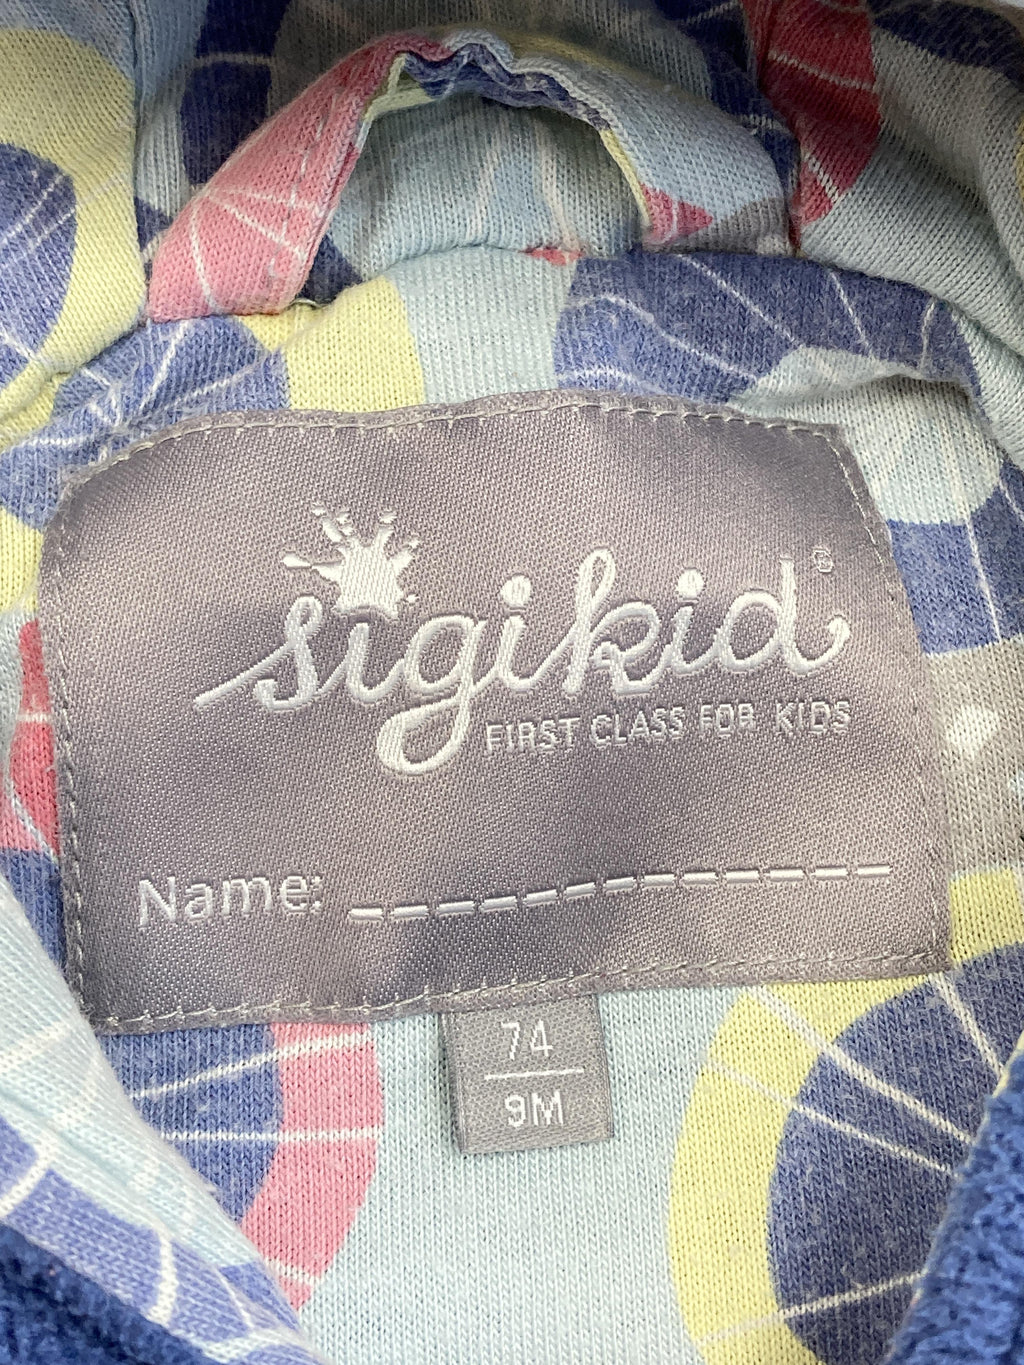 sigikid®
FIRST CLASS FOR KIDS
Name: _ _ _ _ _ _ _ _ _ _ _ _
74
9M